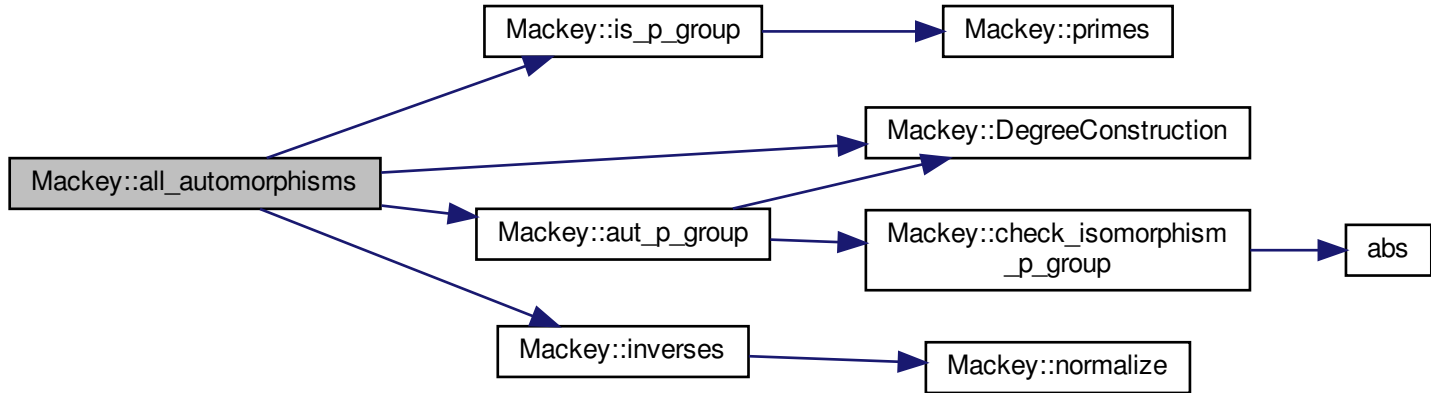 Mackey::is_p_group
Mackey::primes
Mackey::DegreeConstruction
Mackey::all_automorphisms
Mackey::aut_p_group
Mackey::check_isomorphism
_p_group
abs
Mackey::inverses
Mackey::normalize